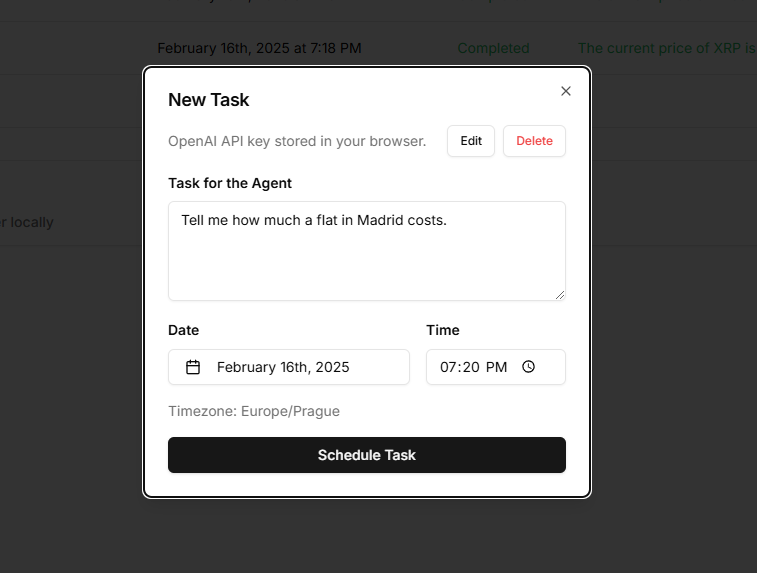 February 16th, 2025 at 7:18 PM Completed The current price of XRP is
New Task
OpenAI API key stored in your browser. Edit Delete
Task for the Agent
r locally
Tell me how much a flat in Madrid costs.
Date Time
February 16th, 2025 07:20 PM
Timezone: Europe/Prague
Schedule Task